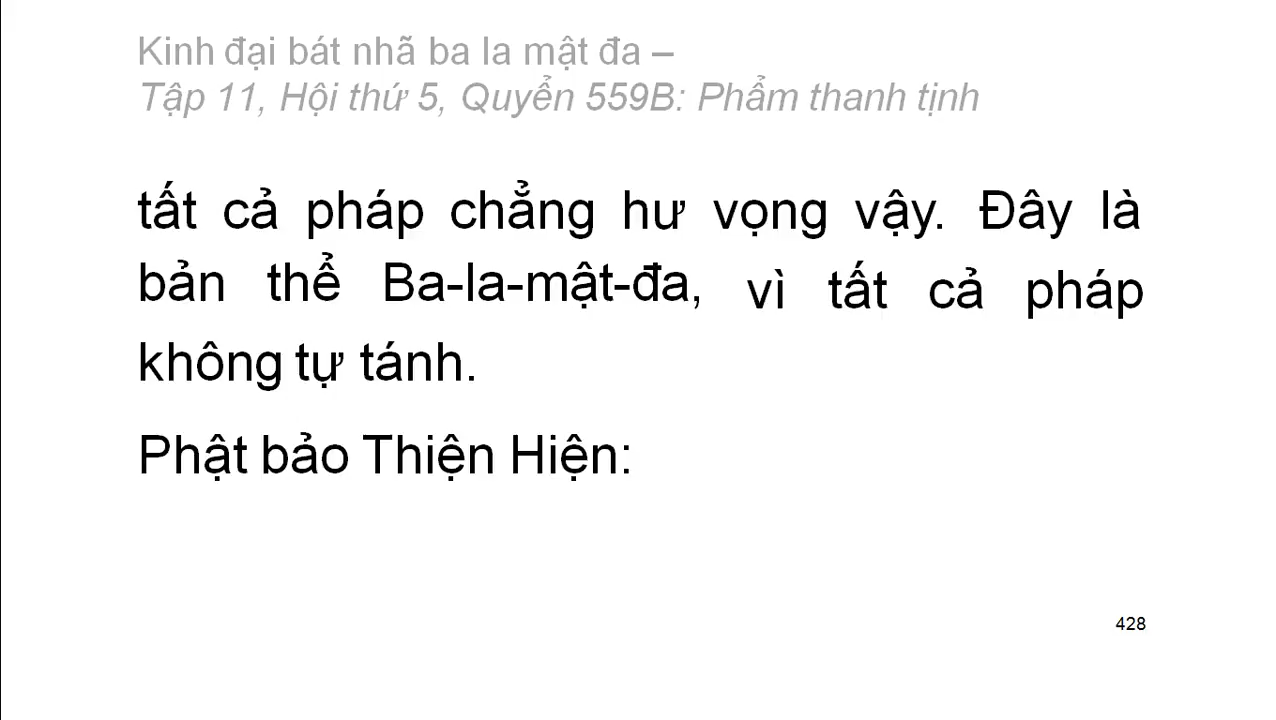 Kinh đại bát nhã ba la mật đa –
Tập 11, Hội thứ 5, Quyển 559B: Phẩm thanh tịnh
tất cả pháp chẳng hư vọng vậy. Đây là
bản thể Ba-la-mật-đa, vì tất cả pháp
không tự tánh.
Phật bảo Thiện Hiện:
428